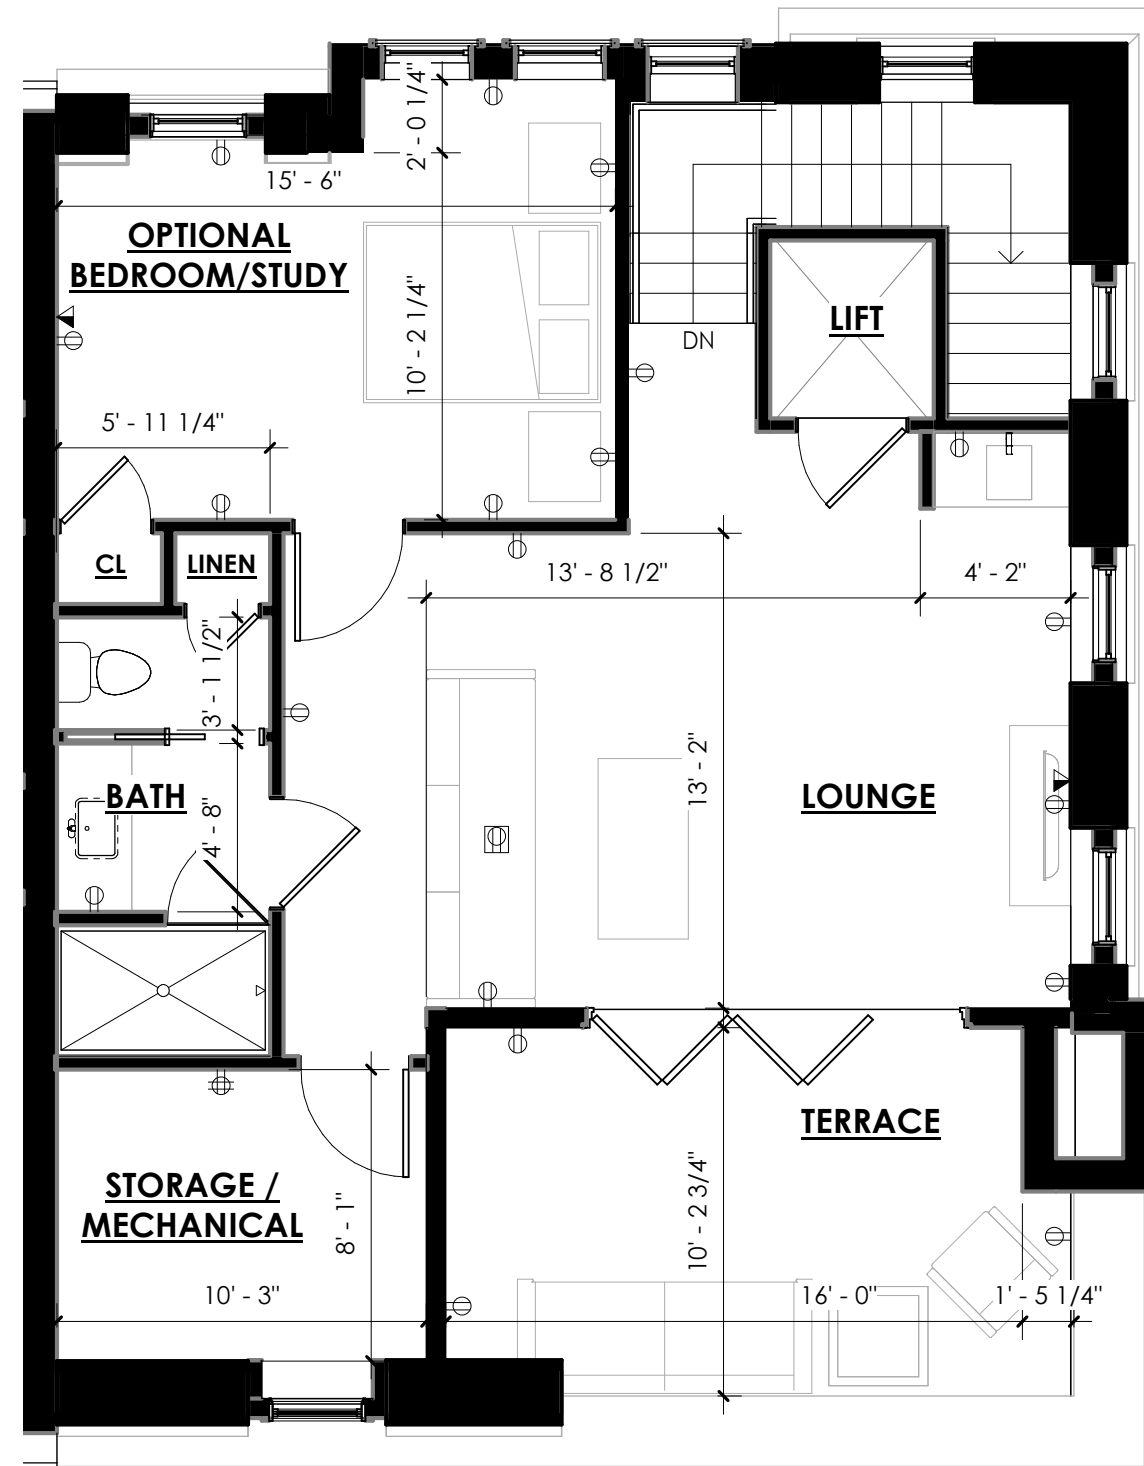 2' - 0 1/4"
15' - 6"
OPTIONAL
BEDROOM/STUDY
10' - 2 1/4"
LIFT
DN
5' - 11 1/4"
CL
LINEN
13' - 8 1/2"
4' - 2"
3' - 1 1/2"
13' - 2"
BATH
4' - 8"
LOUNGE
TERRACE
STORAGE /
MECHANICAL
8' - 1"
10' - 2 3/4"
10' - 3"
16' - 0"
1' - 5 1/4"